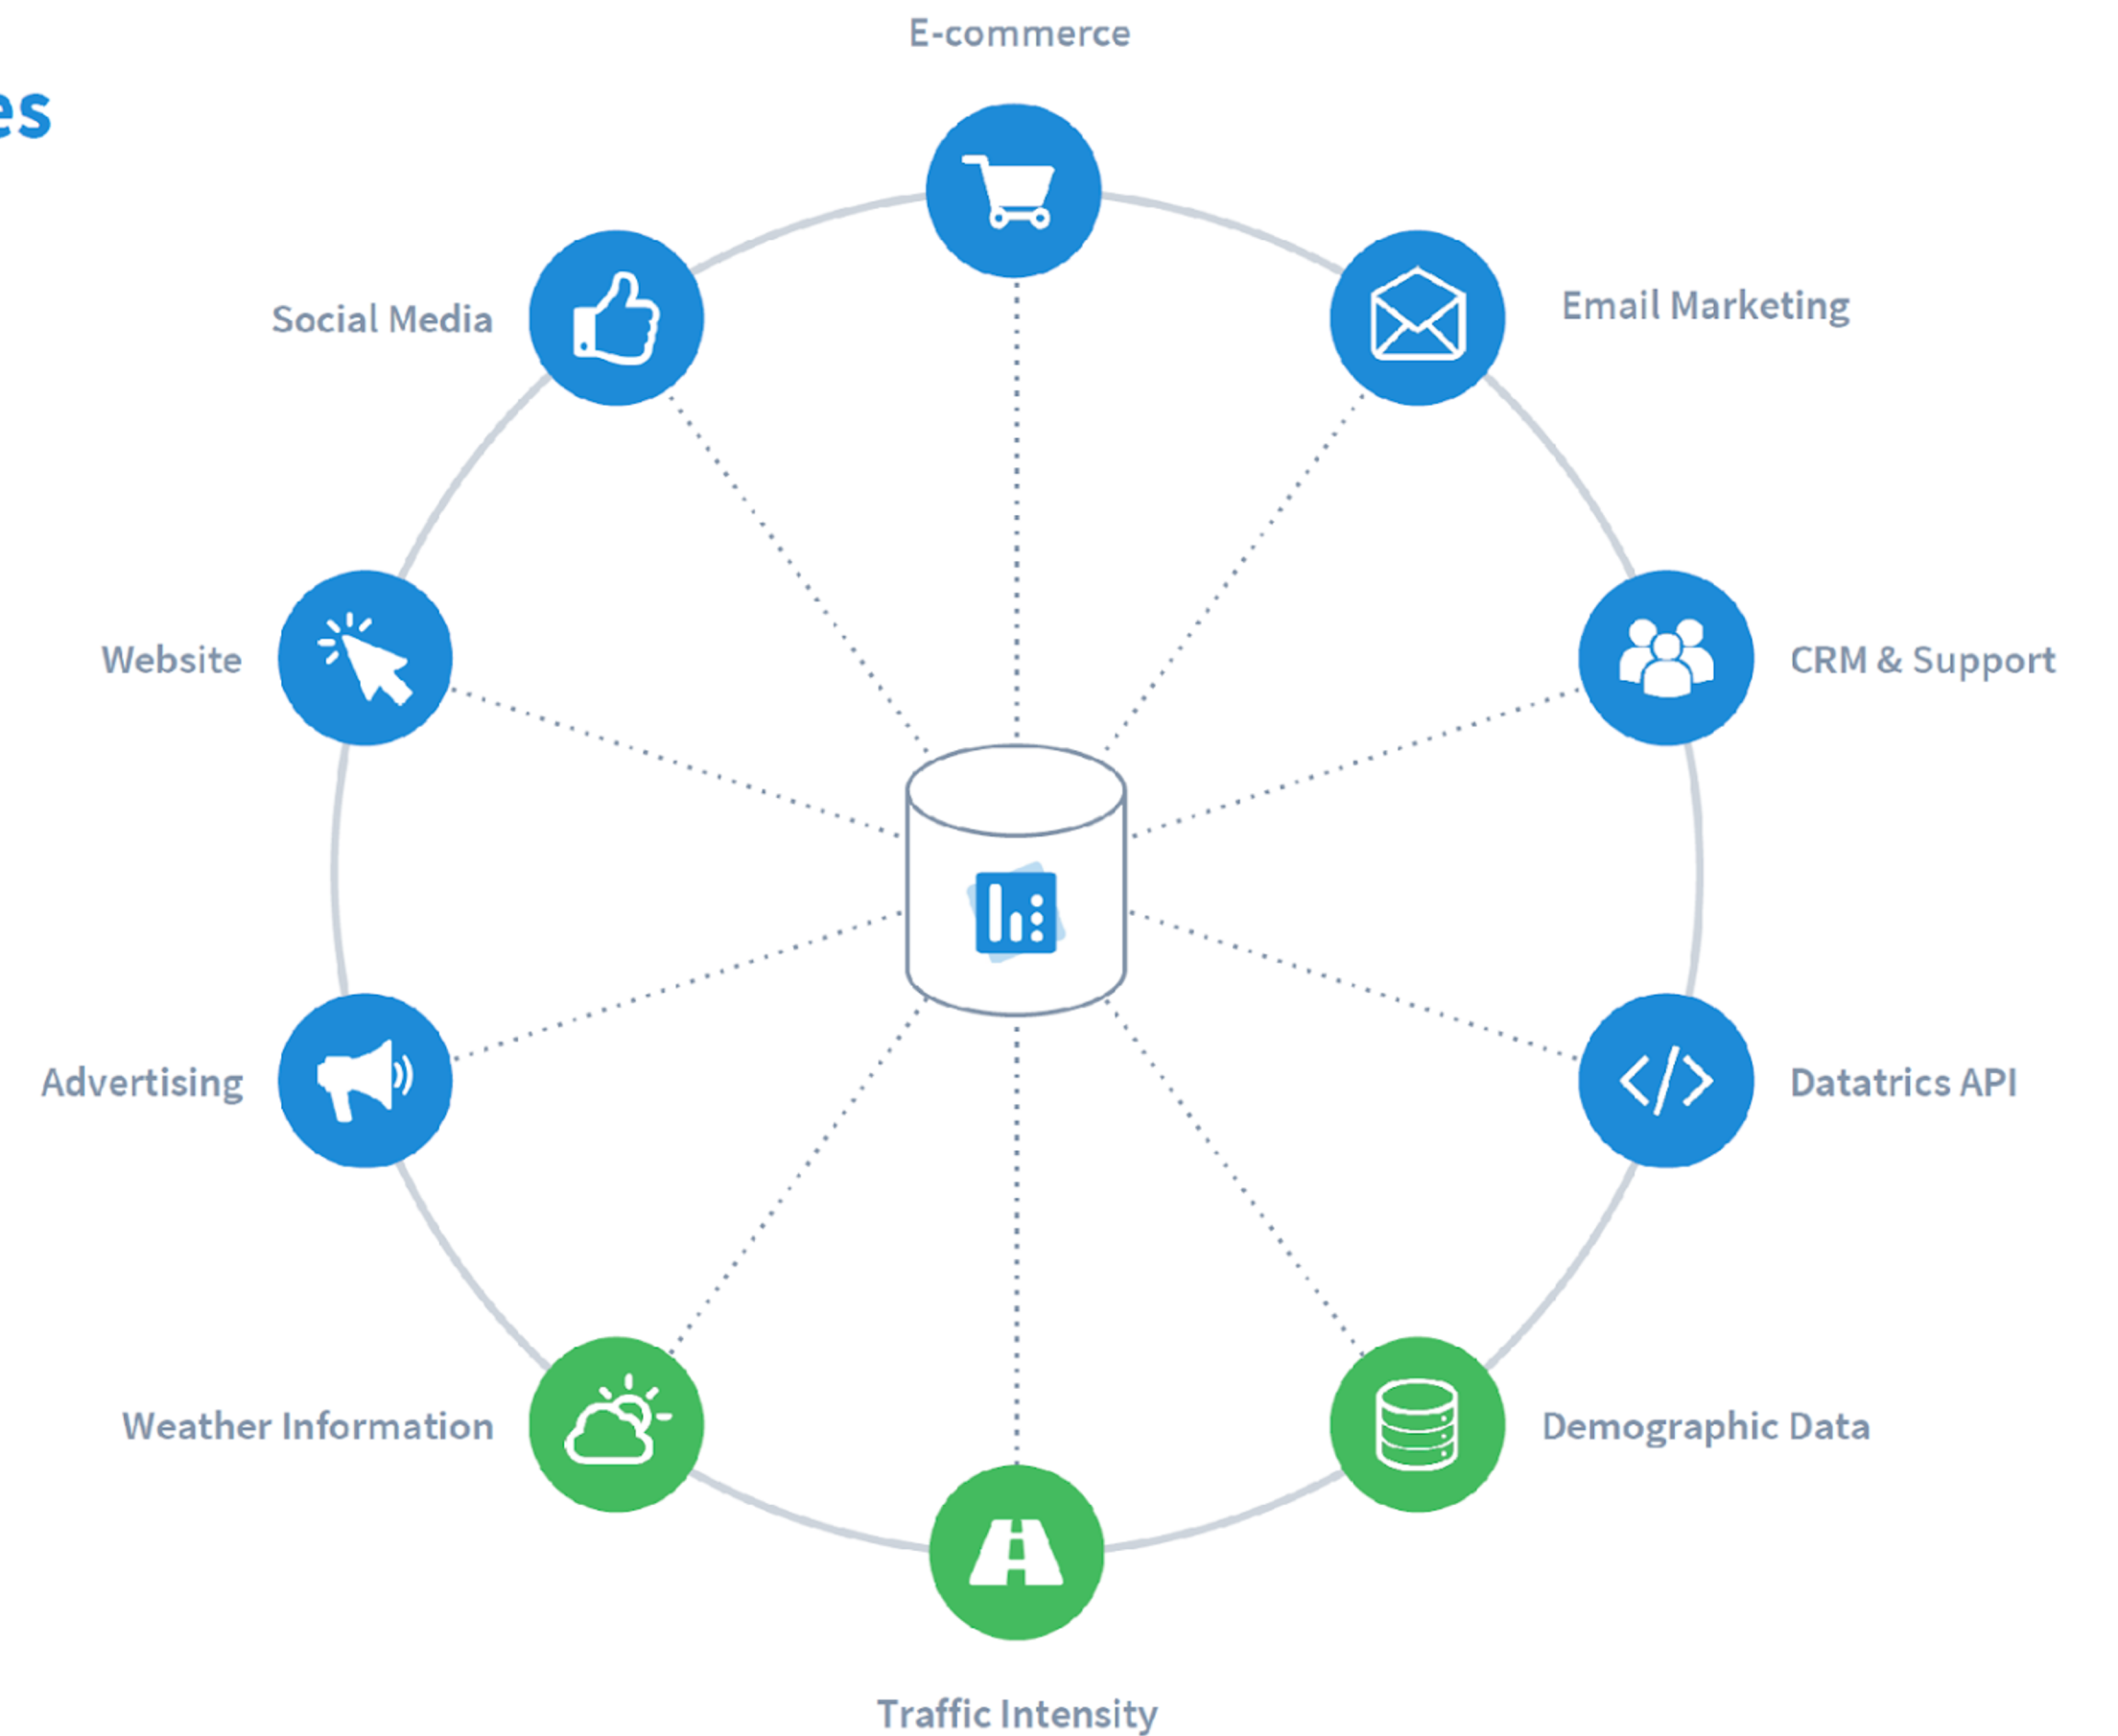 E-commerce
es
Social Media
Email Marketing
Website
CRM & Support
Advertising
Datatrics API
Weather Information
Demographic Data
Traffic Intensity